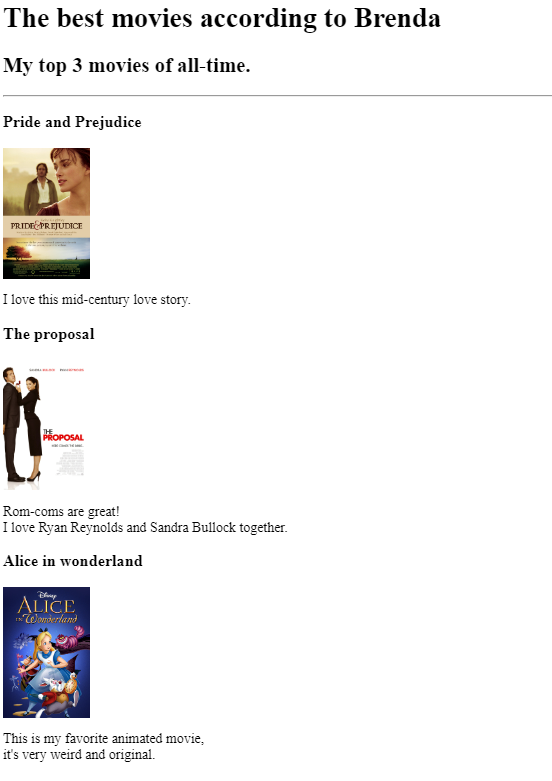 The best movies according to Brenda
My top 3 movies of all-time.
Pride and Prejudice
PRIDE & PREJUDICE
I love this mid-century love story.
The proposal
THE
PROPOSAL
Rom-coms are great!
I love Ryan Reynolds and Sandra Bullock together.
Alice in wonderland
Disney
ALICE
IN Wonderland
This is my favorite animated movie,
it's very weird and original.